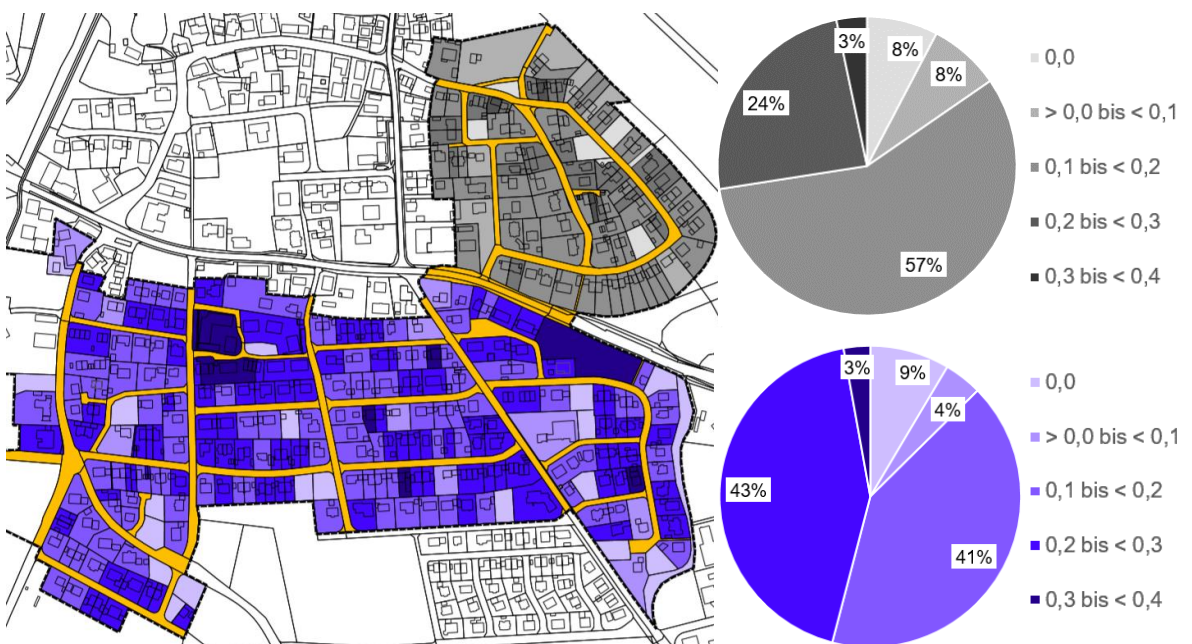 3%
8%
8%
24%
57%
0,0
> 0,0 bis < 0,1
0,1 bis < 0,2
0,2 bis < 0,3
0,3 bis < 0,4
3%
9%
4%
43%
41%
0,0
> 0,0 bis < 0,1
0,1 bis < 0,2
0,2 bis < 0,3
0,3 bis < 0,4